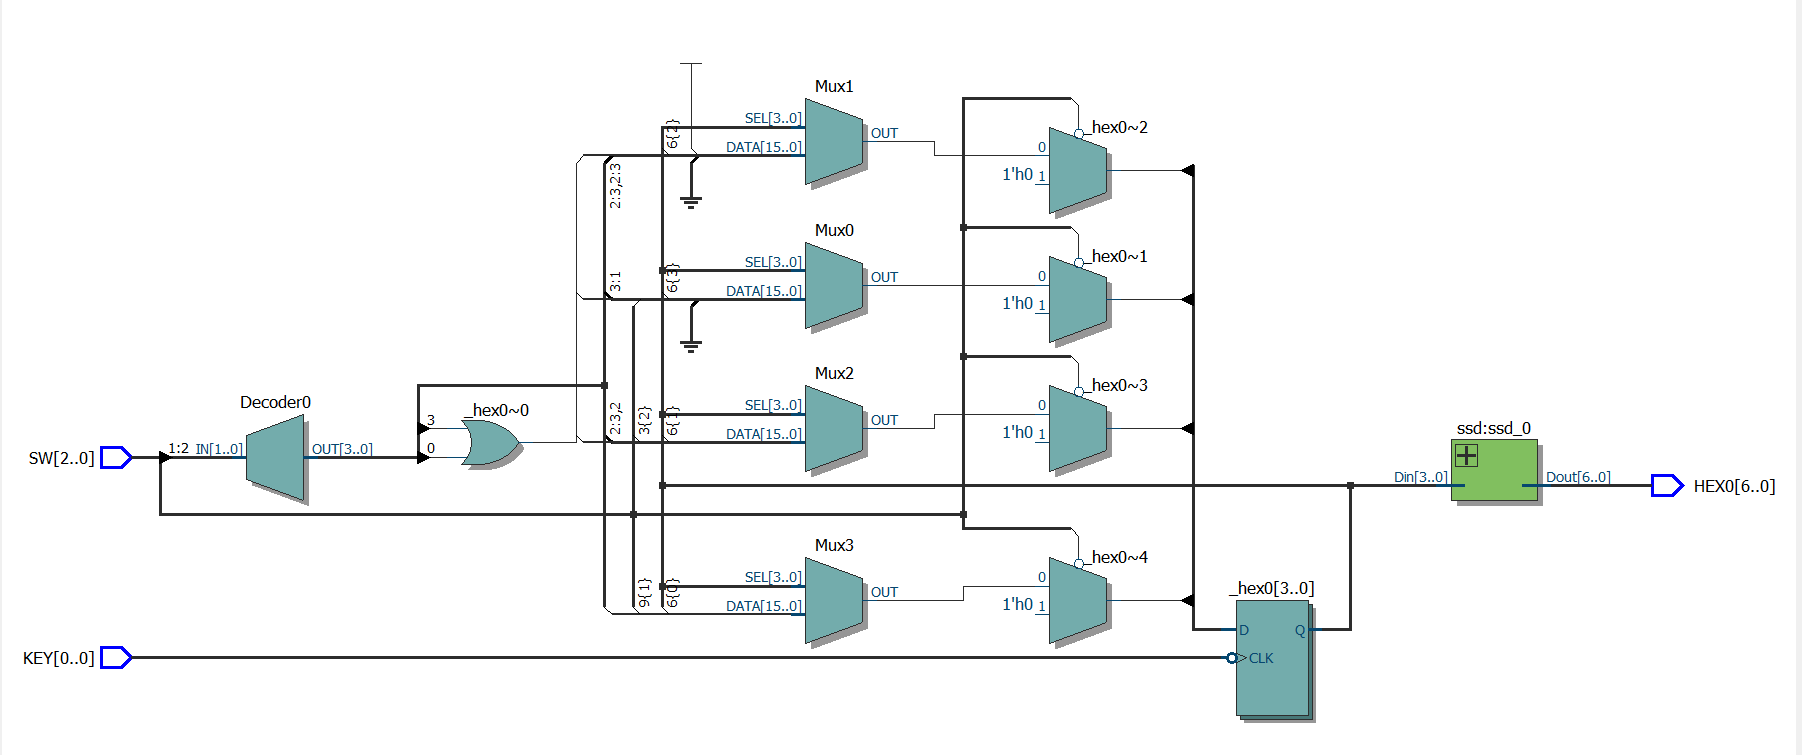 Mux1
SEL[3..0]
DATA[15..0]
OUT
6{2}
2:3,2:3
_hex0~2
0
1'h0 1
Mux0
SEL[3..0]
DATA[15..0]
OUT
6{3}
3:1
_hex0~1
0
1'h0 1
Mux2
SEL[3..0]
DATA[15..0]
OUT
2:3,2
3{2}
6{1}
_hex0~3
0
1'h0 1
Decoder0
SW[2..0]
1:2 IN[1..0]
OUT[3..0]
_hex0~0
3
0
ssd:ssd_0
Din[3..0]
Dout[6..0]
HEX0[6..0]
Mux3
SEL[3..0]
DATA[15..0]
OUT
9{1}
6{0}
_hex0~4
0
1'h0 1
_hex0[3..0]
D
Q
CLK
KEY[0..0]